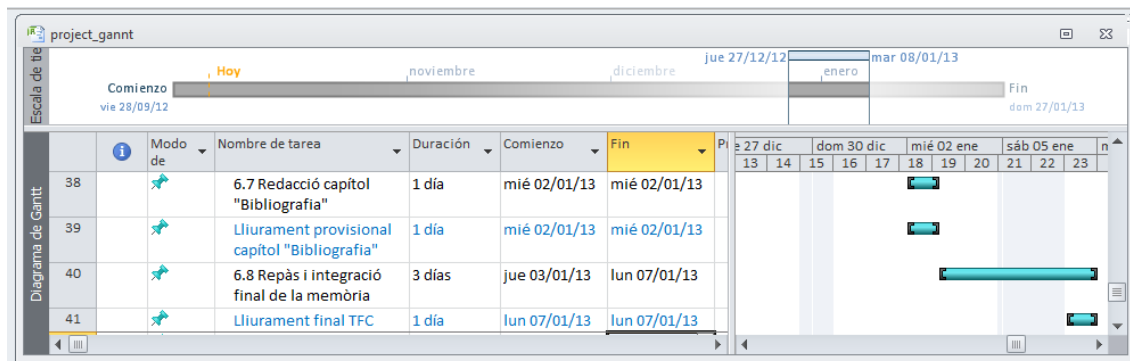 project_gannt
Escala de tie
jue 27/12/12 mar 08/01/13
Hoy noviembre diciembre enero
Comienzo Fin
vie 28/09/12 dom 27/01/13
Diagrama de Gantt
Modo de Nombre de tarea Duración Comienzo Fin
27 dic dom 30 dic mié 02 ene sáb 05 ene
13 14 15 16 17 18 19 20 21 22 23
38 6.7 Redacció capítol 1 día mié 02/01/13 mié 02/01/13
"Bibliografia"
39 Lliurament provisional 1 día mié 02/01/13 mié 02/01/13
capítol "Bibliografia"
40 6.8 Repàs i integració 3 días jue 03/01/13 lun 07/01/13
final de la memòria
41 Lliurament final TFC 1 día lun 07/01/13 lun 07/01/13